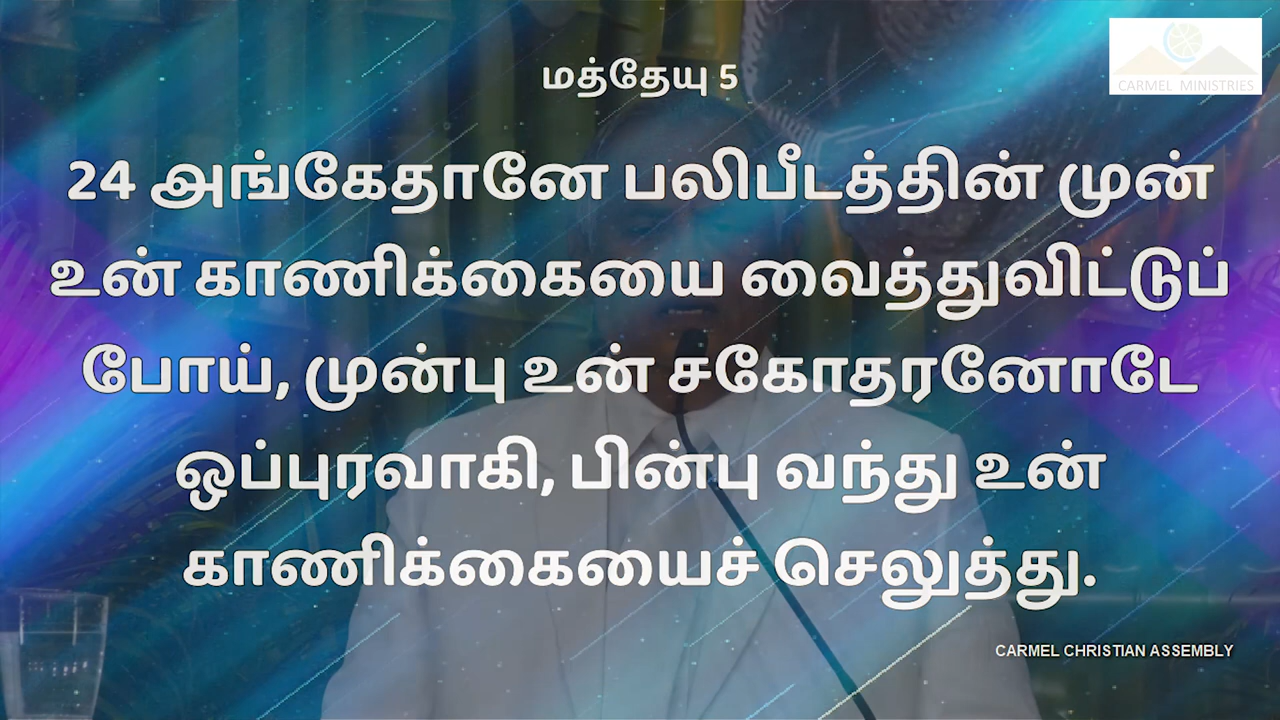 CARMEL MINISTRIES
மத்தேயு 5
24 அங்கேதானே பலிபீடத்தின் முன்
உன் காணிக்கையை வைத்துவிட்டுப்
போய், முன்பு உன் சகோதரனோடே
ஒப்புரவாகி, பின்பு வந்து உன்
காணிக்கையைச் செலுத்து.
CARMEL CHRISTIAN ASSEMBLY